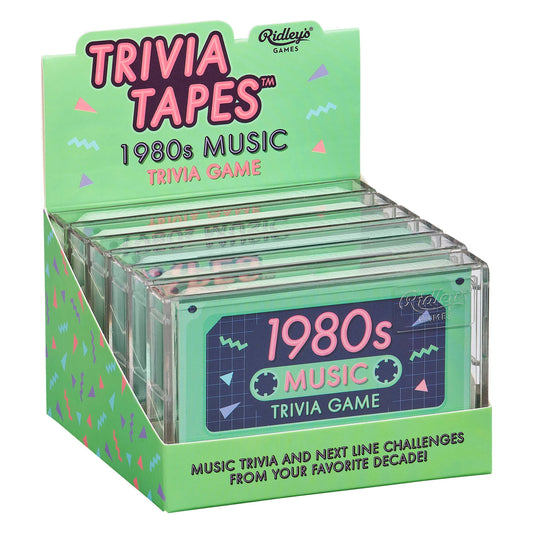 Ridley's
GAMES
TRIVIA
TAPES™
1980s MUSIC
TRIVIA GAME
Ridley's
GAMES
1980s
MUSIC
TRIVIA GAME
MUSIC TRIVIA AND NEXT LINE CHALLENGES
FROM YOUR FAVORITE DECADE!